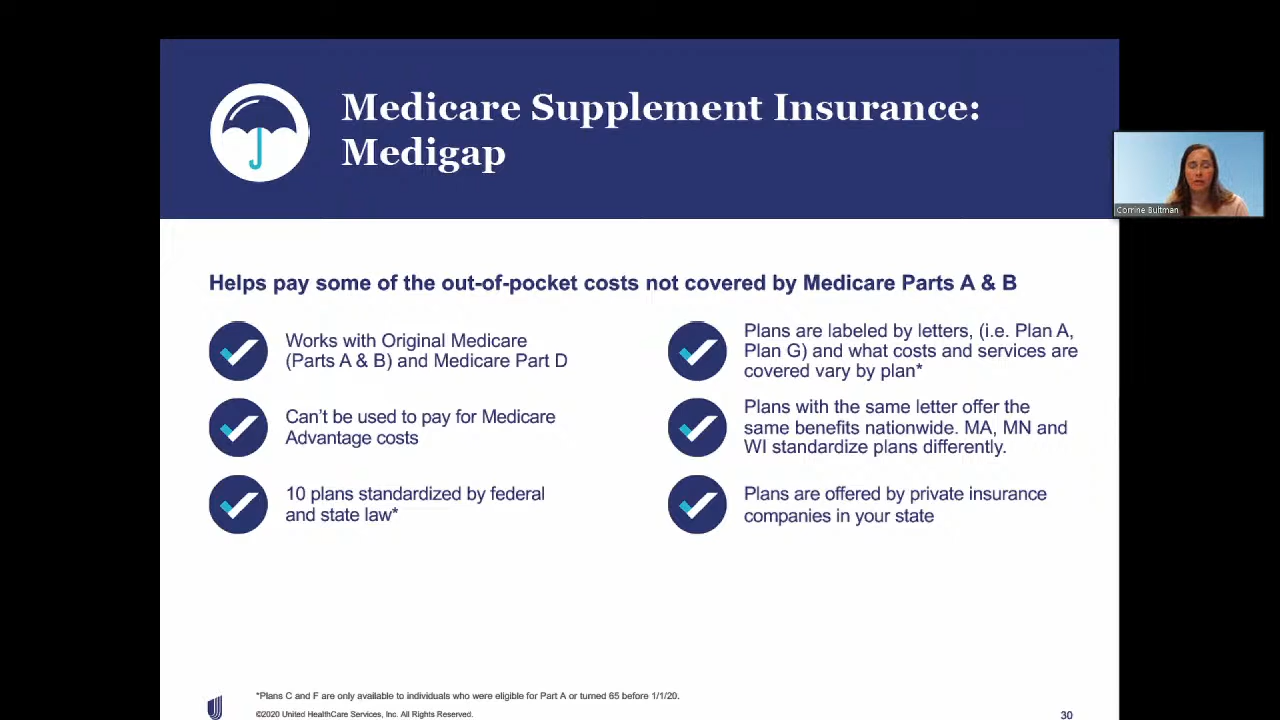 Medicare Supplement Insurance:
Medigap
Corrine Bultman
Helps pay some of the out-of-pocket costs not covered by Medicare Parts A & B
Works with Original Medicare
(Parts A & B) and Medicare Part D
Can’t be used to pay for Medicare
Advantage costs
10 plans standardized by federal
and state law*
Plans are labeled by letters, (i.e. Plan A,
Plan G) and what costs and services are
covered vary by plan*
Plans with the same letter offer the
same benefits nationwide. MA, MN and
WI standardize plans differently.
Plans are offered by private insurance
companies in your state
*Plans C and F are only available to individuals who were eligible for Part A or turned 65 before 1/1/20.
©2020 United HealthCare Services, Inc. All Rights Reserved.
30